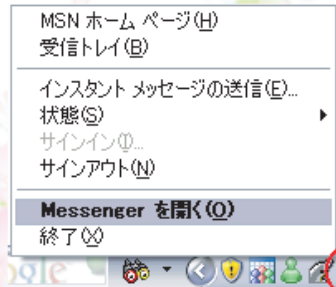 MSN ホーム ページ(H)
受信トレイ(B)
インスタント メッセージの送信(E)...
状態(S)
サインイン(I)...
サインアウト(N)
Messenger を開く(O)
終了(X)
ogle